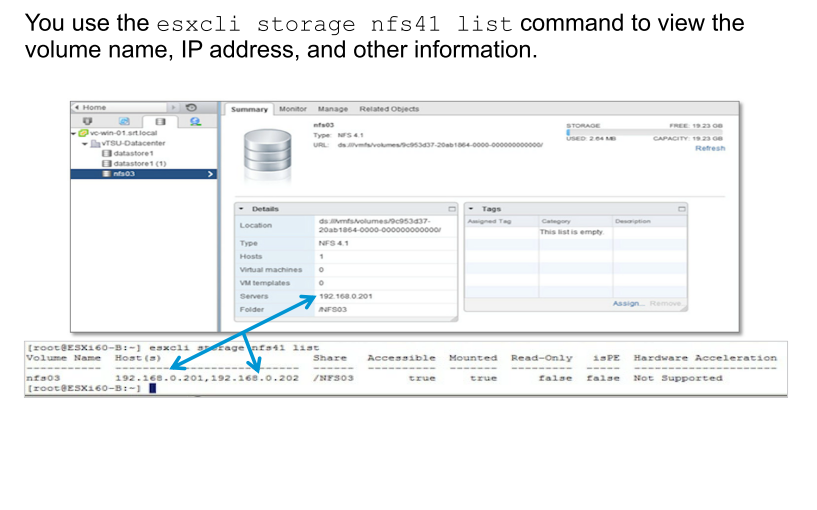 You use the esxcli storage nfs41 list command to view the
volume name, IP address, and other information.
Home
vc-win-01.srt.local
vTSU-Datacenter
datastore1
datastore1 (1)
nfs03
Summary Monitor Manage Related Objects
nfs03
Type: NFS 4.1
URL: ds:///vmfs/volumes/9c953d37-20ab1864-0000-000000000000/
STORAGE FREE: 19.23 GB
USED: 2.64 MB CAPACITY: 19.23 GB
Refresh
Details
Location ds:///vmfs/volumes/9c953d37-
20ab1864-0000-000000000000/
Type NFS 4.1
Hosts 1
Virtual machines 0
VM templates 0
Servers 192.168.0.201
Folder /NFS03
Tags
Assigned Tag Category Description
This list is empty.
Assign... Remove...
[root@ESXi60-B:~] esxcli storage nfs41 list
Volume Name Host(s) Share Accessible Mounted Read-Only isPE Hardware Acceleration
----------- --------------------------- ------ ---------- ------- --------- ----- ---------------------
nfs03 192.168.0.201,192.168.0.202 /NFS03 true true false false Not Supported
[root@ESXi60-B:~]